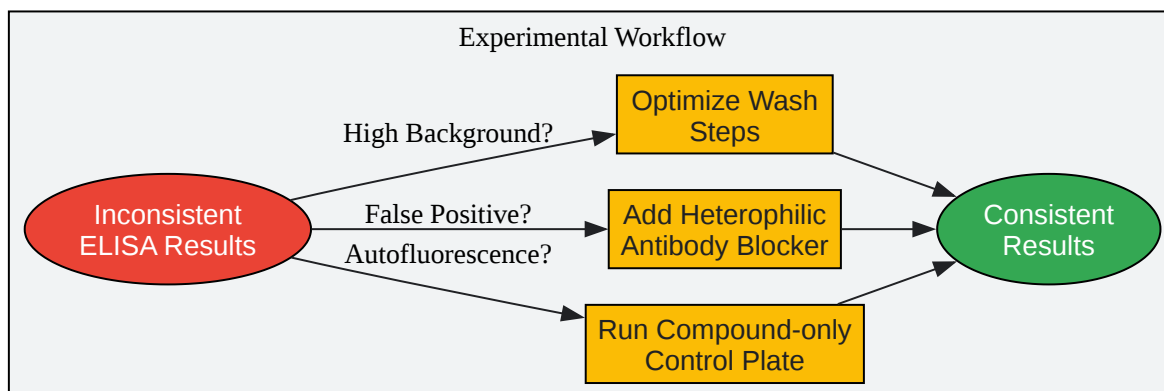 Experimental Workflow
Optimize Wash
Steps
High Background?
Inconsistent
ELISA Results
False Positive?
Add Heterophilic
Antibody Blocker
Consistent
Results
Autofluorescence?
Run Compound-only
Control Plate